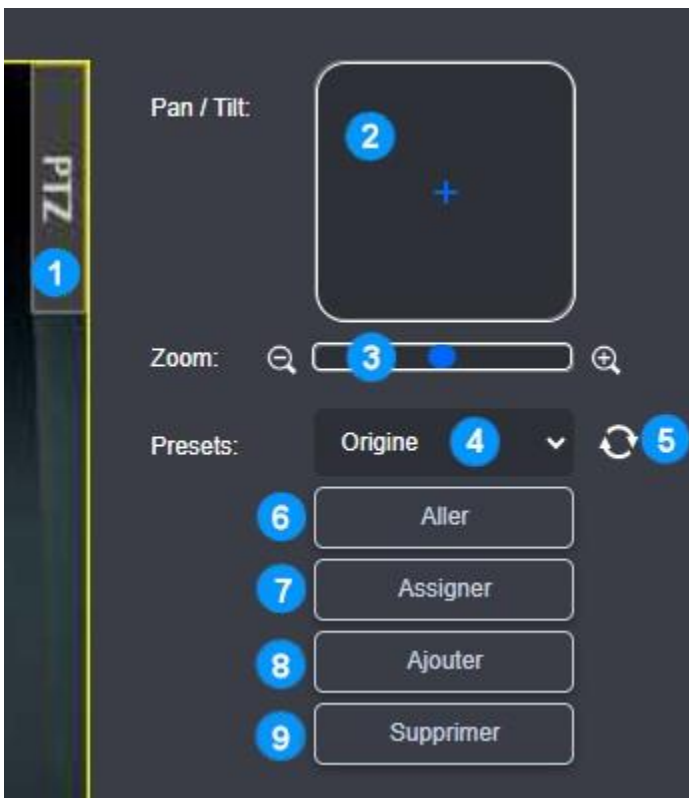 Pan / Tilt:
2
PTZ
1
Zoom:
3
Presets:
Origine
4
5
6
Aller
7
Assigner
8
Ajouter
9
Supprimer